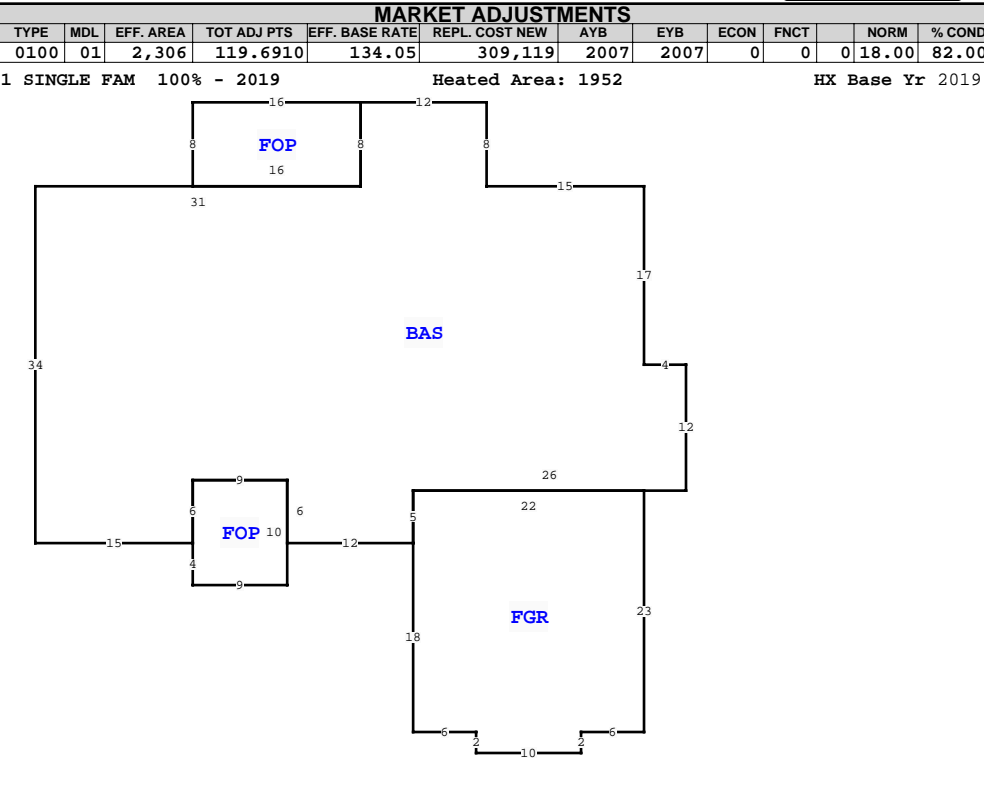 MARKET ADJUSTMENTS
TYPE MDL EFF. AREA TOT ADJ PTS EFF. BASE RATE REPL. COST NEW AYB EYB ECON FNCT NORM % COND
0100 01 2,306 119.6910 134.05 309,119 2007 2007 0 0 0 18.00 82.00
1 SINGLE FAM 100% - 2019 Heated Area: 1952 HX Base Yr 2019
16 12
8 FOP 8 8
16
15
31
17
BAS
34 4
12
26
9
22
6 6 5
FOP 10
15 12
4
9
23
FGR
18
6 6
2 2
10